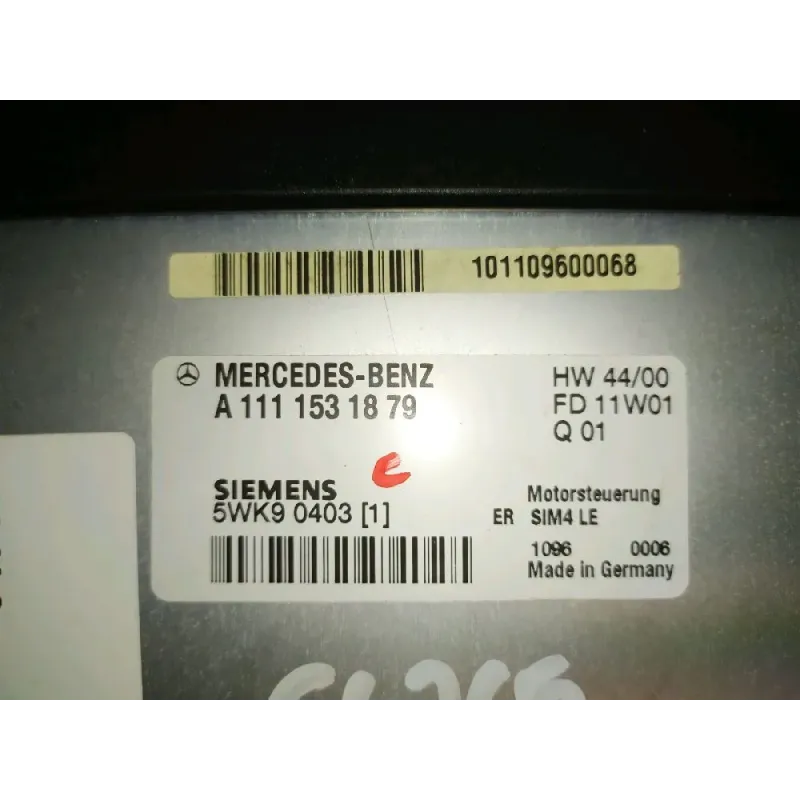 101109600068
MERCEDES-BENZ
A 111 153 18 79
HW 44/00
FD 11W01
Q 01
SIEMENS
5WK9 0403 [1]
Motorsteuerung
ER SIM4 LE
1096 0006
Made in Germany